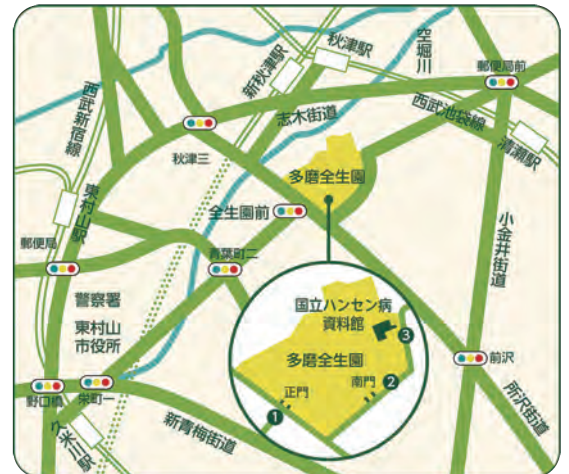 秋津駅
新秋津駅
空堀川
郵便局前
西武新宿線
志木街道
西武池袋線
清瀬駅
秋津三
多磨全生園
東村山駅
全生園前
小金井街道
郵便局
青葉町二
警察署
東村山
市役所
国立ハンセン病
資料館
3
多磨全生園
前沢
正門
南門
2
1
野口橋
栄町一
久米川駅
新青梅街道
所沢街道